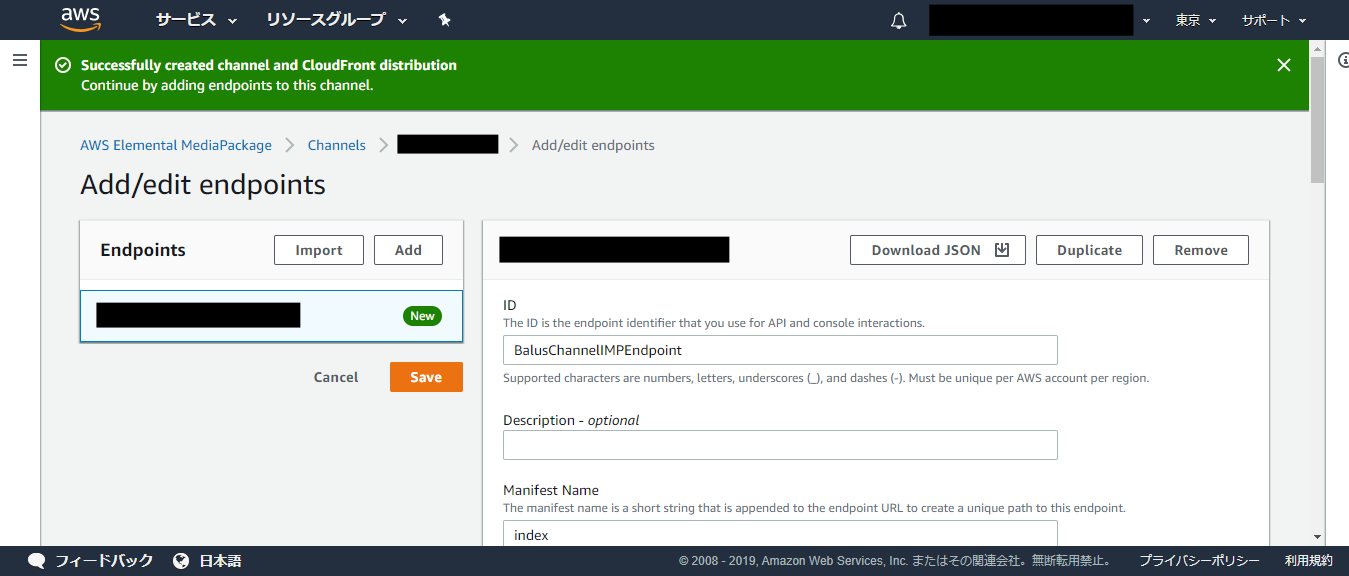 aws サービス リソースグループ 東京 サポート
Successfully created channel and CloudFront distribution
Continue by adding endpoints to this channel.
AWS Elemental MediaPackage Channels Add/edit endpoints
Add/edit endpoints
Endpoints Import Add
New
Cancel Save
Download JSON Duplicate Remove
ID
The ID is the endpoint identifier that you use for API and console interactions.
BalusChannelIMPEndpoint
Supported characters are numbers, letters, underscores (_), and dashes (-). Must be unique per AWS account per region.
Description - optional
Manifest Name
The manifest name is a short string that is appended to the endpoint URL to create a unique path to this endpoint.
index
フィードバック 日本語 © 2008 - 2019, Amazon Web Services, Inc. またはその関連会社。無断転用禁止。 プライバシーポリシー 利用規約